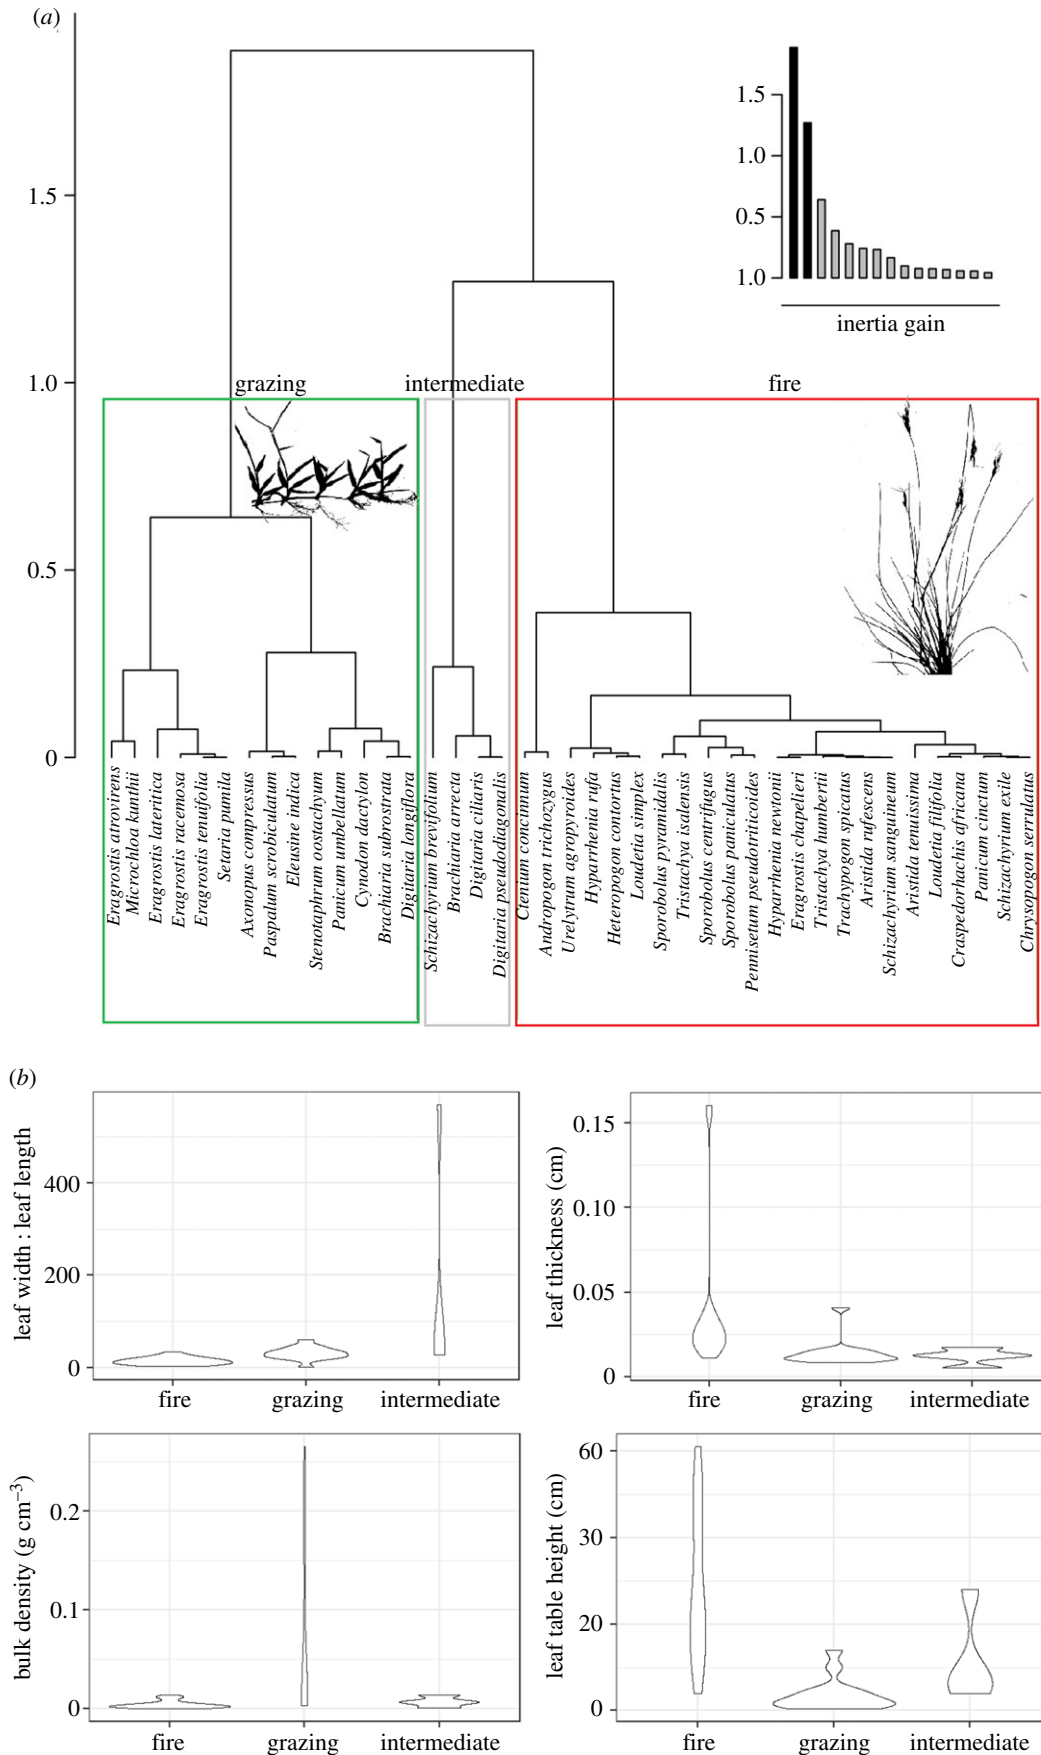 (a)
1.5
1.0
0.5
0
1.5
1.0
0.5
1.0
inertia gain
grazing
intermediate
fire
Eragrostis atrovirens
Microchloa kunthii
Eragrostis lateritica
Eragrostis racemosa
Eragrostis tenuifolia
Setaria pumila
Axonopus compressus
Paspalum scrobiculatum
Eleusine indica
Stenotaphrum oostachyum
Panicum umbellatum
Cynodon dactylon
Brachiaria subrostrata
Digitaria longiflora
Schizachyrium brevifolium
Brachiaria arrecta
Digitaria ciliaris
Digitaria pseudodiagonalis
Ctenium concinnum
Andropogon trichozygus
Urelytrum agropyroides
Hyparrhenia rufa
Heteropogon contortus
Loudetia simplex
Sporobolus pyramidalis
Tristachya isalensis
Sporobolus centrifugus
Sporobolus paniculatus
Pennisetum pseudotriticoides
Hyparrhenia newtonii
Eragrostis chapelieri
Tristachya humbertii
Trachypogon spicatus
Aristida rufescens
Schizachyrium sanguineum
Aristida tenuissima
Loudetia filifolia
Craspedorhachis africana
Panicum cinctum
Schizachyrium exile
Chrysopogon serrulatus
(b)
leaf width : leaf length
400
200
0
fire
grazing
intermediate
leaf thickness (cm)
0.15
0.10
0.05
0
fire
grazing
intermediate
bulk density (g cm⁻³)
0.2
0.1
0
fire
grazing
intermediate
leaf table height (cm)
60
30
20
0
fire
grazing
intermediate